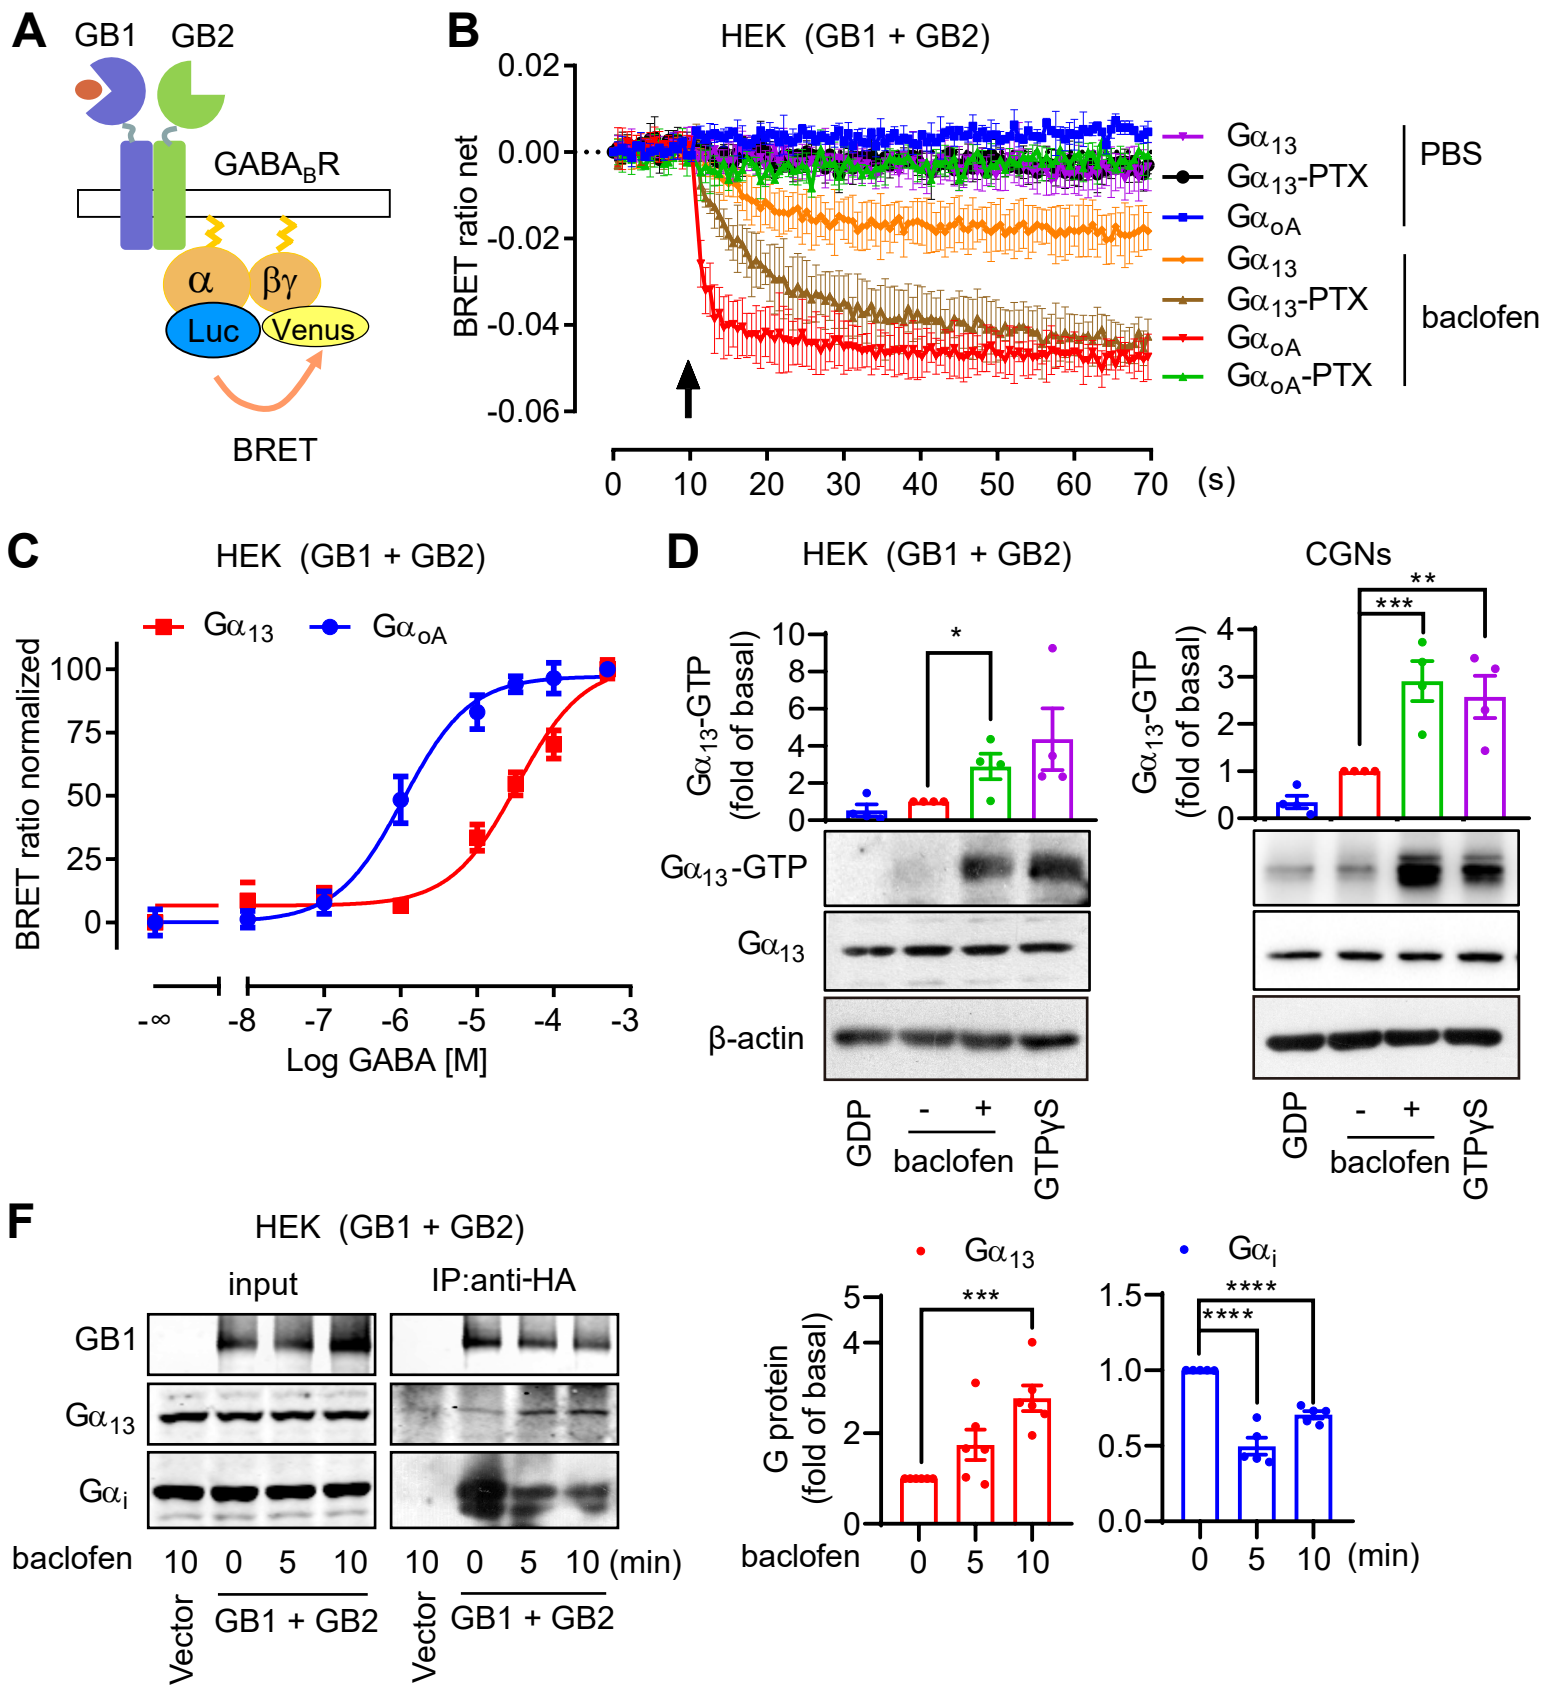 A
GB1 GB2
GABABR
α βγ
Luc Venus
BRET
B
HEK (GB1 + GB2)
BRET ratio net
0.02
0.00
-0.02
-0.04
-0.06
0 10 20 30 40 50 60 70 (s)
Gα13
Gα13-PTX
GαoA
PBS
Gα13
Gα13-PTX
GαoA
GαoA-PTX
baclofen
C
HEK (GB1 + GB2)
Gα13 GαoA
BRET ratio normalized
100
75
50
25
0
-∞ -8 -7 -6 -5 -4 -3
Log GABA [M]
D
HEK (GB1 + GB2)
Gα13-GTP
(fold of basal)
10
8
6
4
2
0
*
Gα13-GTP
Gα13
β-actin
GDP - + GTPγS
baclofen
CGNs
Gα13-GTP
(fold of basal)
4
3
2
1
0
**
***
GDP - + GTPγS
baclofen
F
HEK (GB1 + GB2)
input IP:anti-HA
GB1
Gα13
Gαi
baclofen 10 0 5 10 10 0 5 10 (min)
Vector GB1 + GB2 Vector GB1 + GB2
Gα13
G protein
(fold of basal)
5
4
2
0
***
baclofen 0 5 10
Gαi
1.5
1.0
0.5
0.0
****
****
0 5 10 (min)